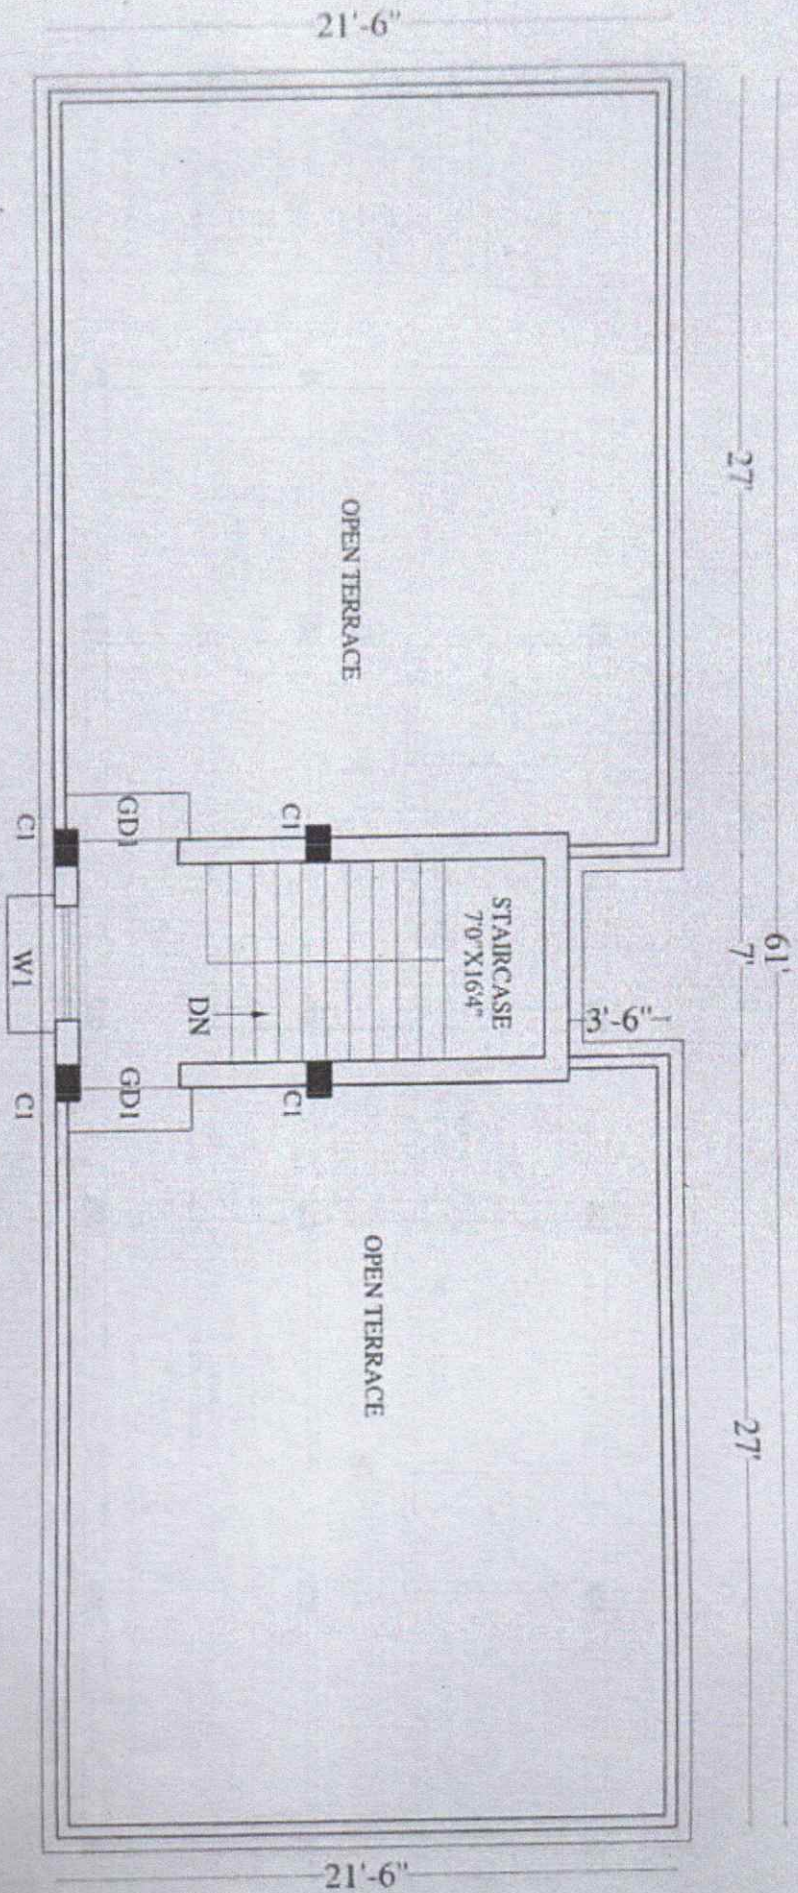 21'-6"
27'
61'
7'
27'
OPEN TERRACE
GD1
C1
C1
STAIRCASE
7'0"X16'4"
3'-6"
W1
DN
GD1
C1
C1
OPEN TERRACE
21'-6"